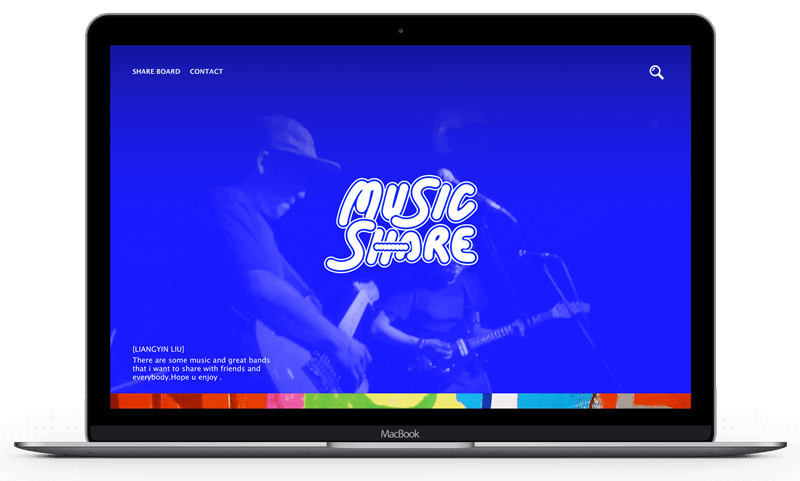 SHARE BOARD CONTACT
MUSIC
SHARE
[LIANGYIN LIU]
There are some music and great bands
that i want to share with friends and
everybody.Hope u enjoy .
MacBook